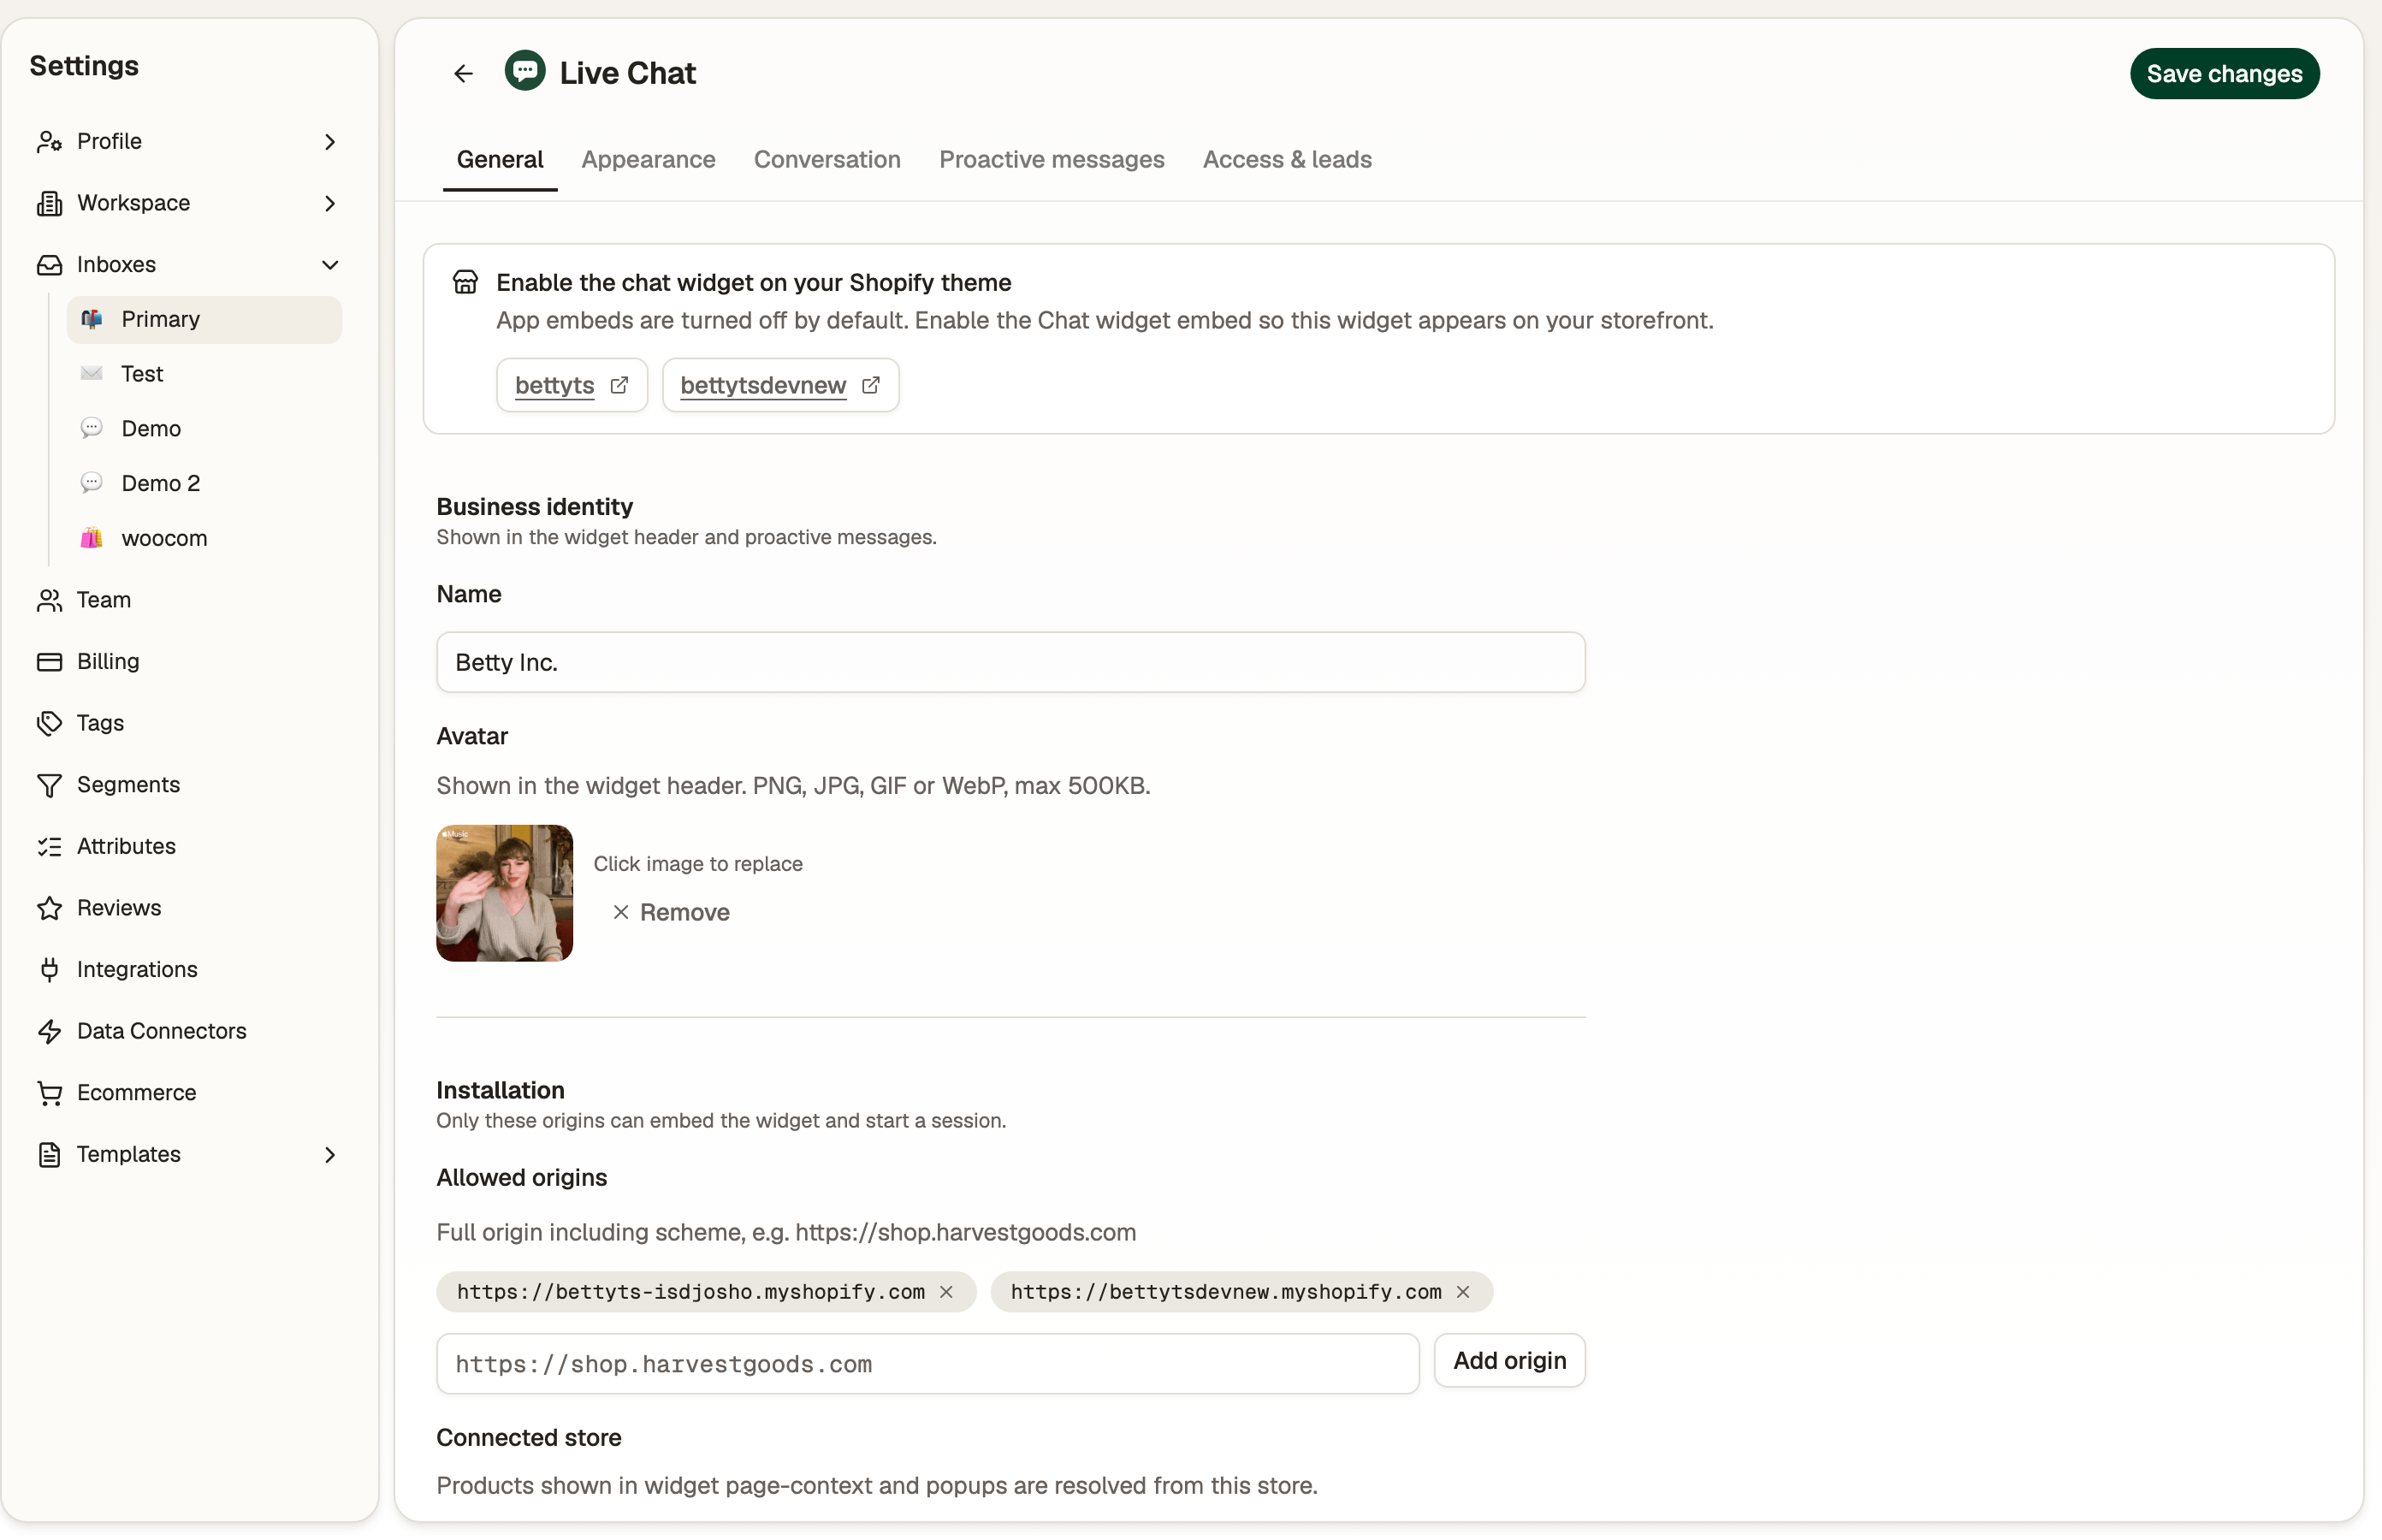 Settings
Profile
Workspace
Inboxes
Primary
Test
Demo
Demo 2
woocom
Team
Billing
Tags
Segments
Attributes
Reviews
Integrations
Data Connectors
Ecommerce
Templates
Live Chat
Save changes
General Appearance Conversation Proactive messages Access & leads
Enable the chat widget on your Shopify theme
App embeds are turned off by default. Enable the Chat widget embed so this widget appears on your storefront.
bettyts bettytsdevnew
Business identity
Shown in the widget header and proactive messages.
Name
Betty Inc.
Avatar
Shown in the widget header. PNG, JPG, GIF or WebP, max 500KB.
Music
Click image to replace
Remove
Installation
Only these origins can embed the widget and start a session.
Allowed origins
Full origin including scheme, e.g. https://shop.harvestgoods.com
https://bettyts-isdjosho.myshopify.com https://bettytsdevnew.myshopify.com
https://shop.harvestgoods.com Add origin
Connected store
Products shown in widget page-context and popups are resolved from this store.